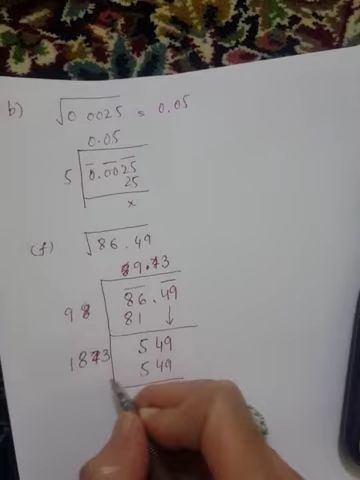 b) √0.0025 = 0.05
0.05
5 0.0025
25
x
(f) √86.49
9.3
9 86.49
81 ↓
183 549
549